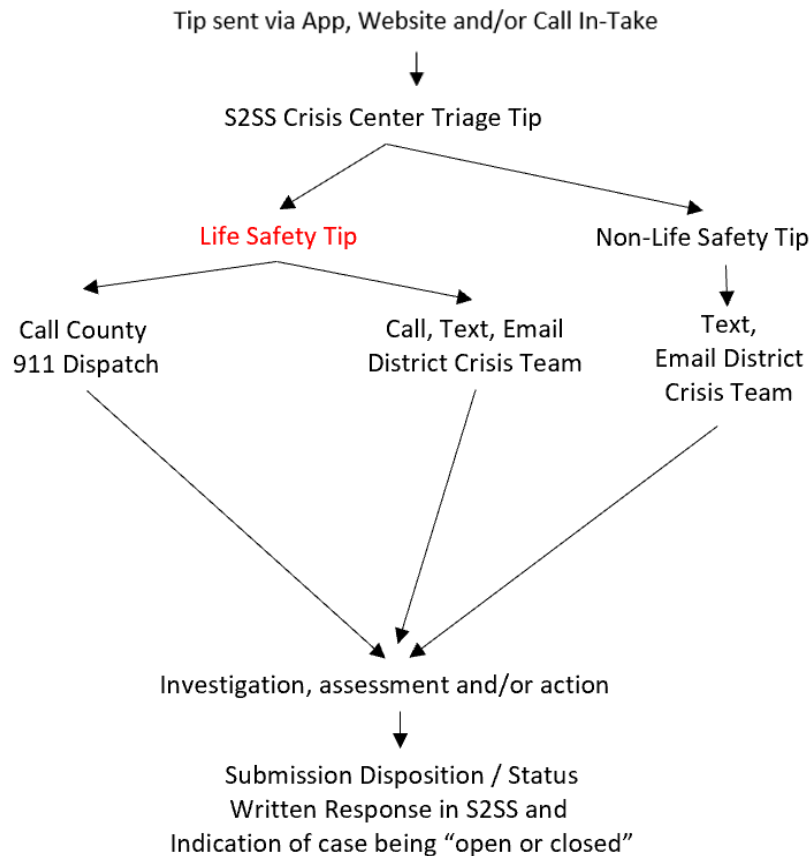 Tip sent via App, Website and/or Call In-Take
S2SS Crisis Center Triage Tip
Life Safety Tip
Non-Life Safety Tip
Call County
911 Dispatch
Call, Text, Email
District Crisis Team
Text,
Email District
Crisis Team
Investigation, assessment and/or action
Submission Disposition / Status
Written Response in S2SS and
Indication of case being “open or closed”